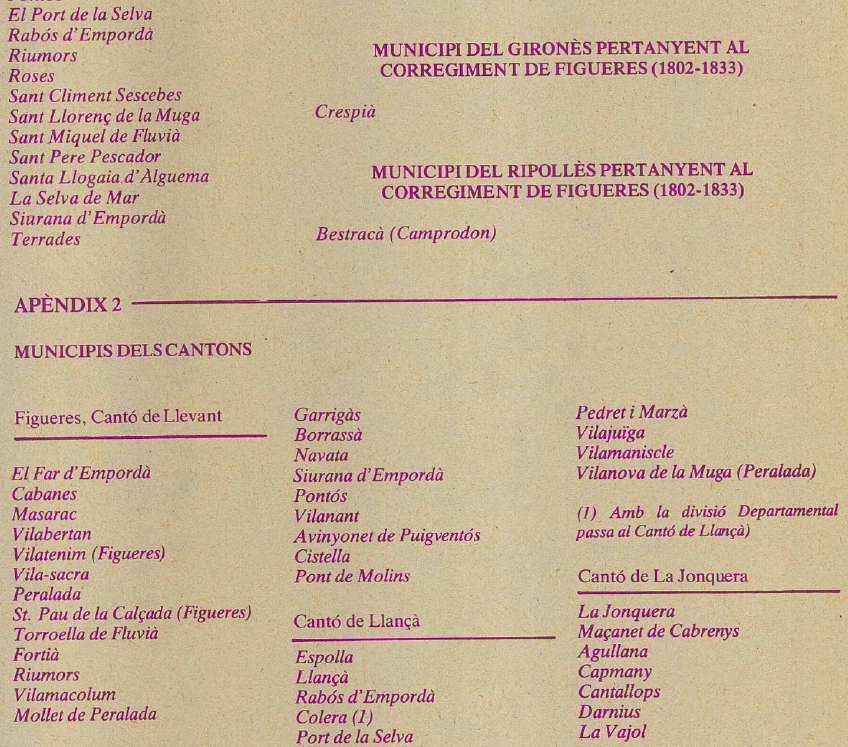 El Port de la Selva
Rabós d'Empordà
Riumors
Roses
Sant Climent Sescebes
Sant Llorenç de la Muga
Sant Miquel de Fluvià
Sant Pere Pescador
Santa Llogaia d'Alguema
La Selva de Mar
Siurana d'Empordà
Terrades
MUNICIPI DEL GIRONÈS PERTANYENT AL
CORREGIMENT DE FIGUERES (1802-1833)
Crespià
MUNICIPI DEL RIPOLLÈS PERTANYENT AL
CORREGIMENT DE FIGUERES (1802-1833)
Bestracà (Camprodon)
APÈNDIX 2
MUNICIPIS DELS CANTONS
Figueres, Cantó de Llevant
El Far d'Empordà
Cabanes
Masarac
Vilabertan
Vilatenim (Figueres)
Vila-sacra
Peralada
St. Pau de la Calçada (Figueres)
Torroella de Fluvià
Fortià
Riumors
Vilamacolum
Mollet de Peralada
Garrigàs
Borrassà
Navata
Siurana d'Empordà
Pontós
Vilanant
Avinyonet de Puigventós
Cistella
Pont de Molins
Cantó de Llançà
Espolla
Llançà
Rabós d'Empordà
Colera (1)
Port de la Selva
Pedret i Marzà
Vilajuïga
Vilamaniscle
Vilanova de la Muga (Peralada)
(1) Amb la divisió Departamental
passa al Cantó de Llançà)
Cantó de La Jonquera
La Jonquera
Maçanet de Cabrenys
Agullana
Capmany
Cantallops
Darnius
La Vajol